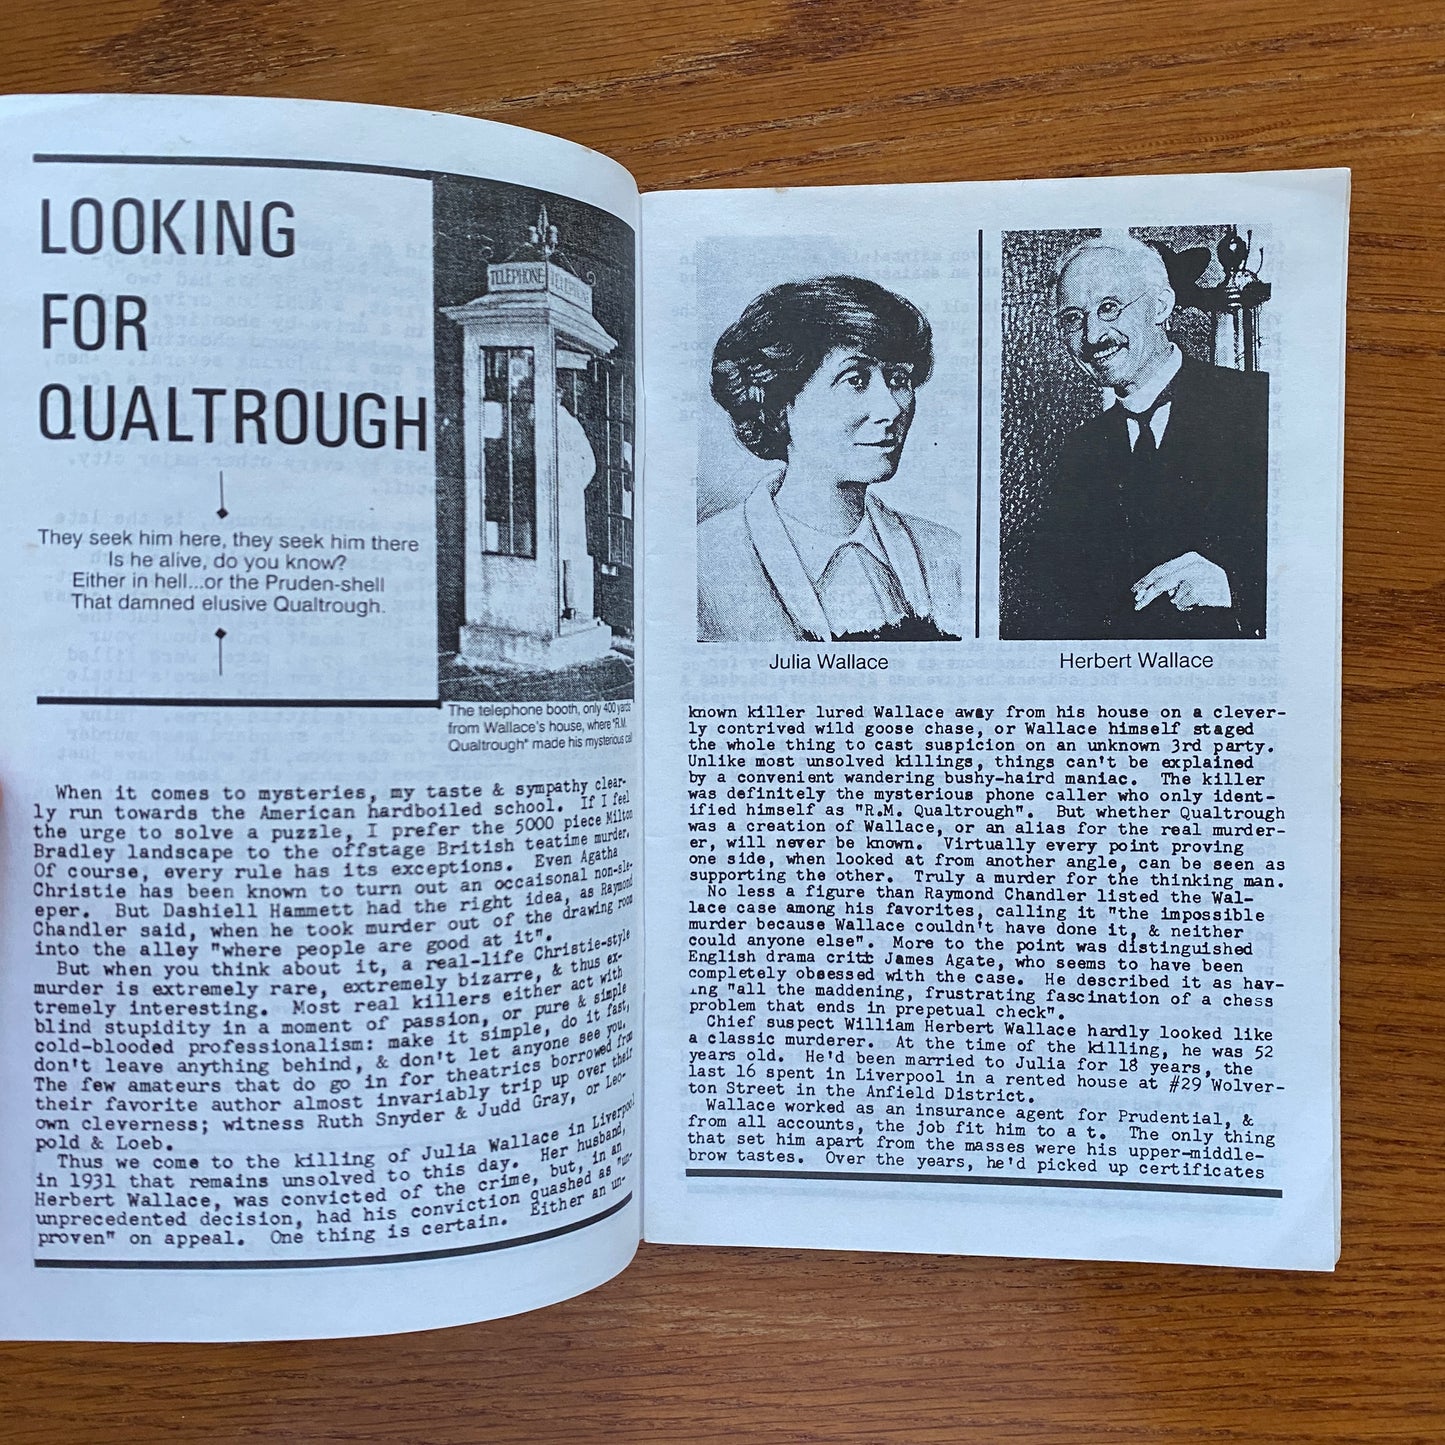 LOOKING
FOR
QUALTROUGH
They seek him here, they seek him there
Is he alive, do you know?
Either in hell...or the Pruden-shell
That damned elusive Qualtrough.
TELEPHONE
TELEPHONE
The telephone booth, only 400 yards
from Wallace's house, where "R.M.
Qualtrough" made his mysterious call
When it comes to mysteries, my taste & sympathy clear-
ly run towards the American hardboiled school. If I feel
the urge to solve a puzzle, I prefer the 5000 piece Milton
Bradley landscape to the offstage British teatime murder.
Of course, every rule has its exceptions. Even Agatha
Christie has been known to turn out an occaisonal non-sle-
eper. But Dashiell Hammett had the right idea, as Raymond
Chandler said, when he took murder out of the drawing room
into the alley "where people are good at it".
But when you think about it, a real-life Christie-style
murder is extremely rare, extremely bizarre, & thus ex-
tremely interesting. Most real killers either act with
blind stupidity in a moment of passion, or pure & simple
cold-blooded professionalism: make it simple, do it fast,
don't leave anything behind, & don't let anyone see you.
The few amateurs that do go in for theatrics borrowed from
their favorite author almost invariably trip up over their
own cleverness; witness Ruth Snyder & Judd Gray, or Leo-
pold & Loeb.
Thus we come to the killing of Julia Wallace in Liverpool
in 1931 that remains unsolved to this day. Her husband,
Herbert Wallace, was convicted of the crime, but, in an
unprecedented decision, had his conviction quashed as "un-
proven" on appeal. One thing is certain. Either an un-
Julia Wallace
Herbert Wallace
known killer lured Wallace away from his house on a clever-
ly contrived wild goose chase, or Wallace himself staged
the whole thing to cast suspicion on an unknown 3rd party.
Unlike most unsolved killings, things can't be explained
by a convenient wandering bushy-haird maniac. The killer
was definitely the mysterious phone caller who only ident-
ified himself as "R.M. Qualtrough". But whether Qualtrough
was a creation of Wallace, or an alias for the real murder-
er, will never be known. Virtually every point proving
one side, when looked at from another angle, can be seen as
supporting the other. Truly a murder for the thinking man.
No less a figure than Raymond Chandler listed the Wal-
lace case among his favorites, calling it "the impossible
murder because Wallace couldn't have done it, & neither
could anyone else". More to the point was distinguished
English drama critc James Agate, who seems to have been
completely obsessed with the case. He described it as hav-
ing "all the maddening, frustrating fascination of a chess
problem that ends in prepetual check".
Chief suspect William Herbert Wallace hardly looked like
a classic murderer. At the time of the killing, he was 52
years old. He'd been married to Julia for 18 years, the
last 16 spent in Liverpool in a rented house at #29 Wolver-
ton Street in the Anfield District.
Wallace worked as an insurance agent for Prudential, &
from all accounts, the job fit him to a t. The only thing
that set him apart from the masses were his upper-middle-
brow tastes. Over the years, he'd picked up certificates